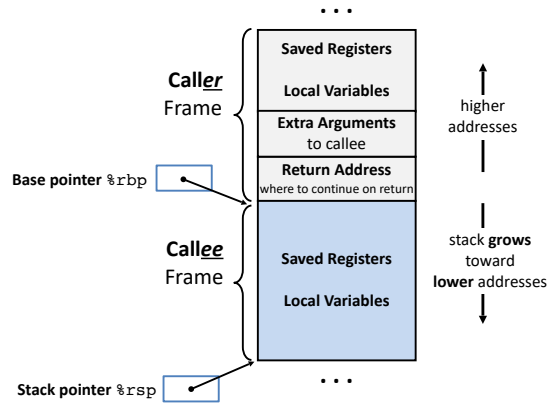 . . .
Saved Registers
Local Variables
Caller
Frame
Extra Arguments
to callee
Return Address
where to continue on return
higher
addresses
Base pointer %rbp
Callee
Frame
Saved Registers
Local Variables
stack grows
toward
lower addresses
Stack pointer %rsp
. . .